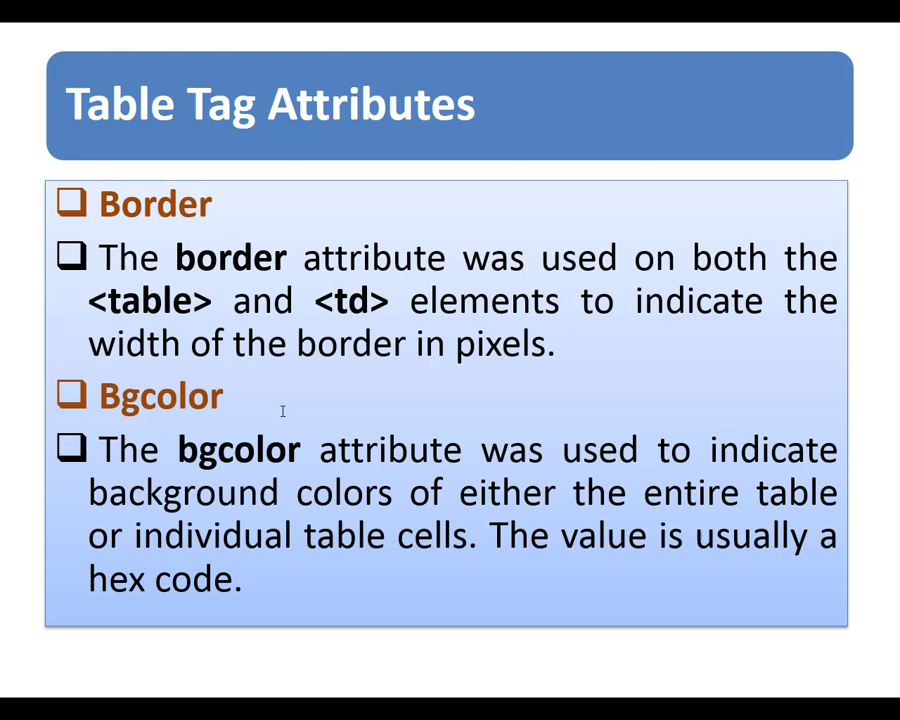 Table Tag Attributes
Border
The border attribute was used on both the
<table> and <td> elements to indicate the
width of the border in pixels.
Bgcolor
The bgcolor attribute was used to indicate
background colors of either the entire table
or individual table cells. The value is usually a
hex code.